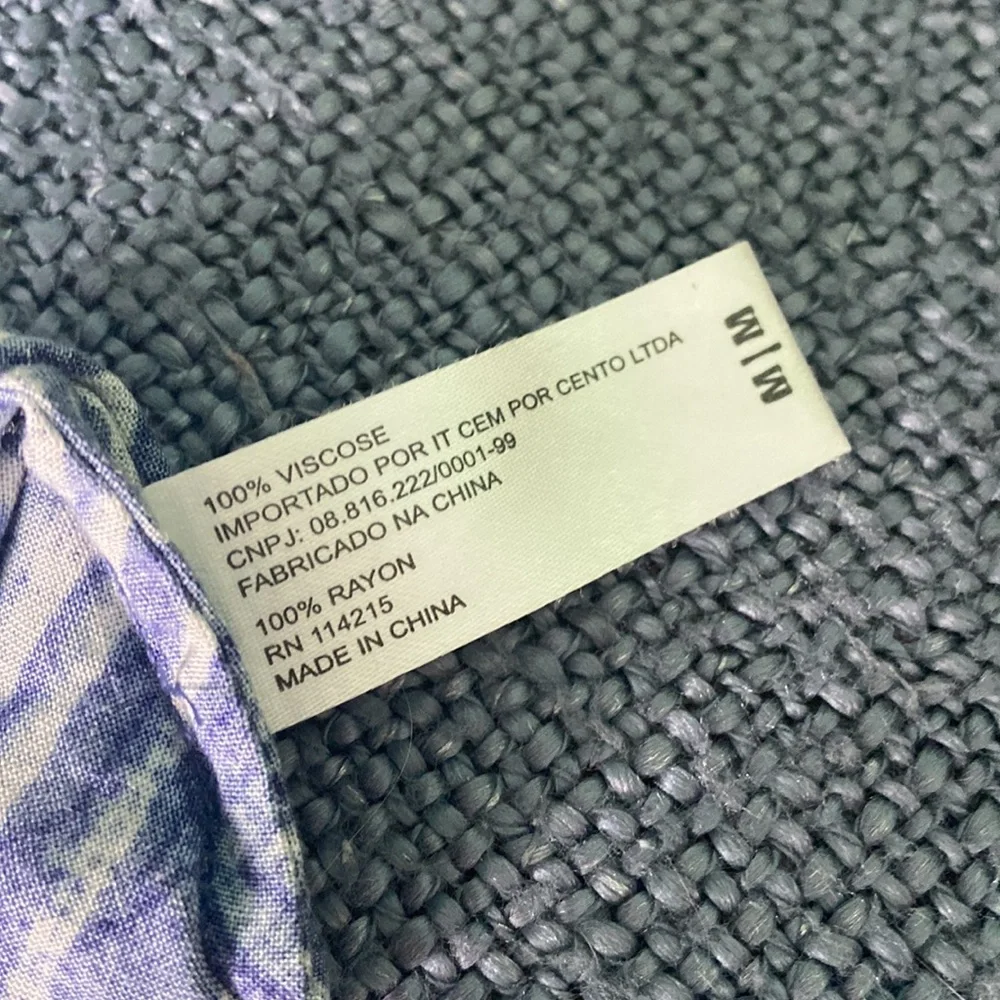 100% VISCOSE
IMPORTADO POR IT CEM POR CENTO LTDA
CNPJ: 08.816.222/0001-99
FABRICADO NA CHINA
100% RAYON
RN 114215
MADE IN CHINA
M|M